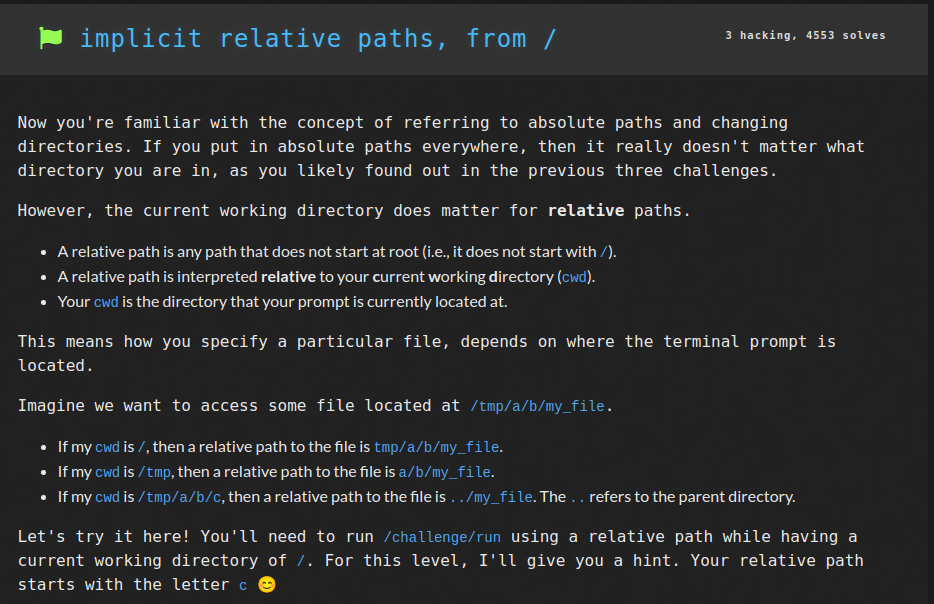 implicit relative paths, from /
3 hacking, 4553 solves
Now you're familiar with the concept of referring to absolute paths and changing
directories. If you put in absolute paths everywhere, then it really doesn't matter what
directory you are in, as you likely found out in the previous three challenges.
However, the current working directory does matter for relative paths.
• A relative path is any path that does not start at root (i.e., it does not start with /).
• A relative path is interpreted relative to your current working directory (cwd).
• Your cwd is the directory that your prompt is currently located at.
This means how you specify a particular file, depends on where the terminal prompt is
located.
Imagine we want to access some file located at /tmp/a/b/my_file.
• If my cwd is /, then a relative path to the file is tmp/a/b/my_file.
• If my cwd is /tmp, then a relative path to the file is a/b/my_file.
• If my cwd is /tmp/a/b/c, then a relative path to the file is ../my_file. The .. refers to the parent directory.
Let's try it here! You'll need to run /challenge/run using a relative path while having a
current working directory of /. For this level, I'll give you a hint. Your relative path
starts with the letter c 😊